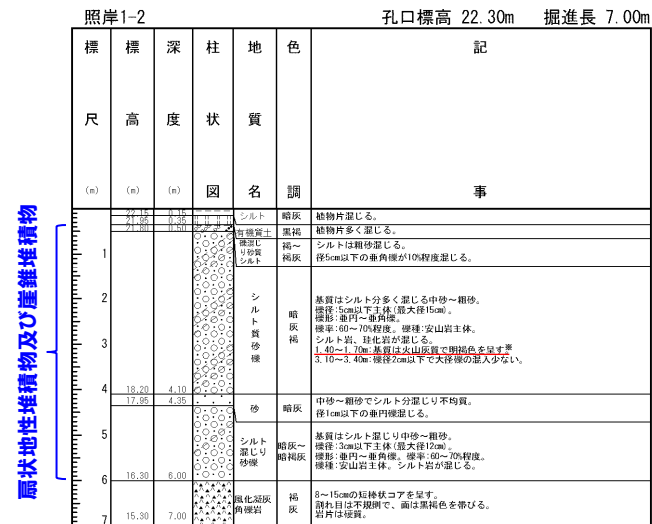 照岸1-2 孔口標高 22.30m 掘進長 7.00m
標尺(m) 標高(m) 深度(m) 柱状図 地質名 色調 記事
扇状地性堆積物及び崖錐堆積物
1
2
3
4
5
6
7
22.15 0.15 シルト 暗灰 植物片混じる。
21.95 0.35
21.80 0.50 有機質土 黒褐 植物片多く混じる。
礫混じり砂質シルト 褐～褐灰 シルトは粗砂混じる。
径5cm以下の亜角礫が10%程度混じる。
シルト質砂礫 暗灰褐 基質はシルト分多く混じる中砂～粗砂。
礫径:5cm以下主体(最大径15cm)。
礫形:亜円～亜角礫。
礫率:60～70%程度。礫種:安山岩主体。
シルト岩、珪化岩が混じる。
1.40～1.70m:基質は火山灰質で明褐色を呈す※
3.10～3.40m:礫径2cm以下で大径礫の混入少ない。
18.20 4.10
17.95 4.35 砂 暗灰 中砂～粗砂でシルト分混じり不均質。
径1cm以下の亜円礫混じる。
シルト混じり砂礫 暗灰～暗褐灰 基質はシルト混じり中砂～粗砂。
礫径:3cm以下主体(最大径12cm)。
礫形:亜円～亜角礫。礫率:60～70%程度。
礫種:安山岩主体。シルト岩が混じる。
16.30 6.00
風化凝灰角礫岩 褐灰 8～15cmの短棒状コアを呈す。
割れ目は不規則で、面は黒褐色を帯びる。
岩片は硬質。
15.30 7.00